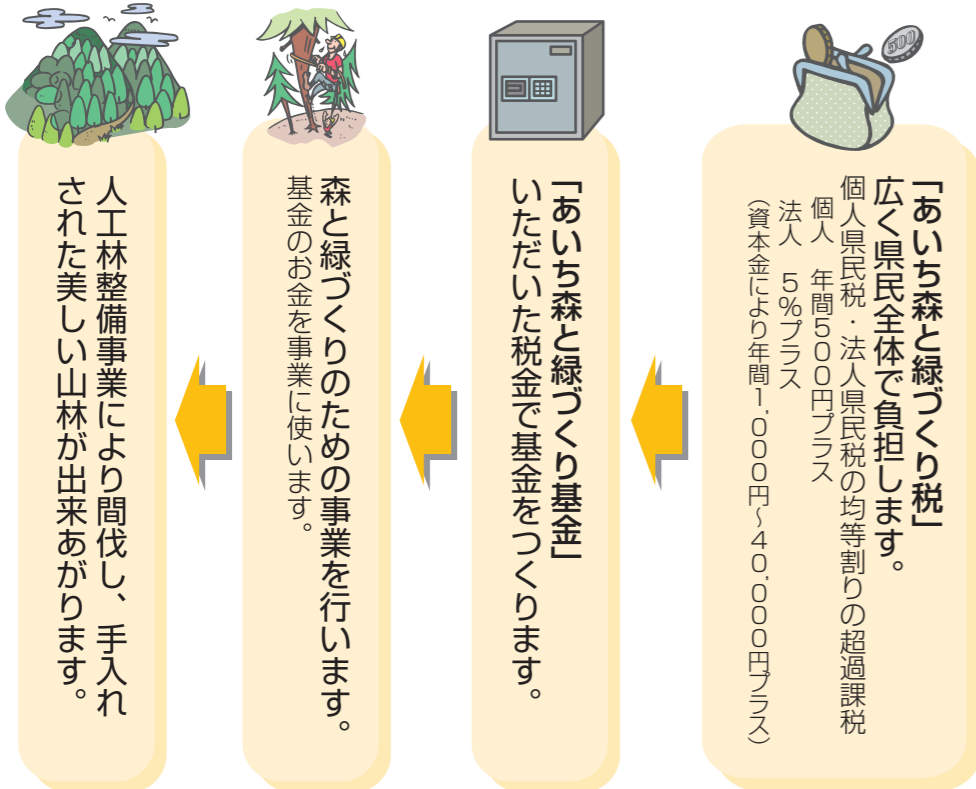 「あいち森と緑づくり税」
広く県民全体で負担します。
個人県民税・法人県民税の均等割りの超過課税
個人 年間500円プラス
法人 5%プラス
(資本金により年間1,000円~40,000円プラス)
500
「あいち森と緑づくり基金」
いただいた税金で基金をつくります。
森と緑づくりのための事業を行います。
基金のお金を事業に使います。
人工林整備事業により間伐し、手入れ
された美しい山林が出来あがります。